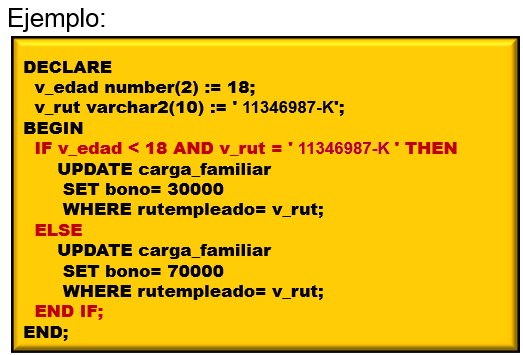 Ejemplo:
DECLARE
v_edad number(2) := 18;
v_rut varchar2(10) := ' 11346987-K';
BEGIN
IF v_edad < 18 AND v_rut = ' 11346987-K ' THEN
UPDATE carga_familiar
SET bono= 30000
WHERE rutempleado= v_rut;
ELSE
UPDATE carga_familiar
SET bono= 70000
WHERE rutempleado= v_rut;
END IF;
END;